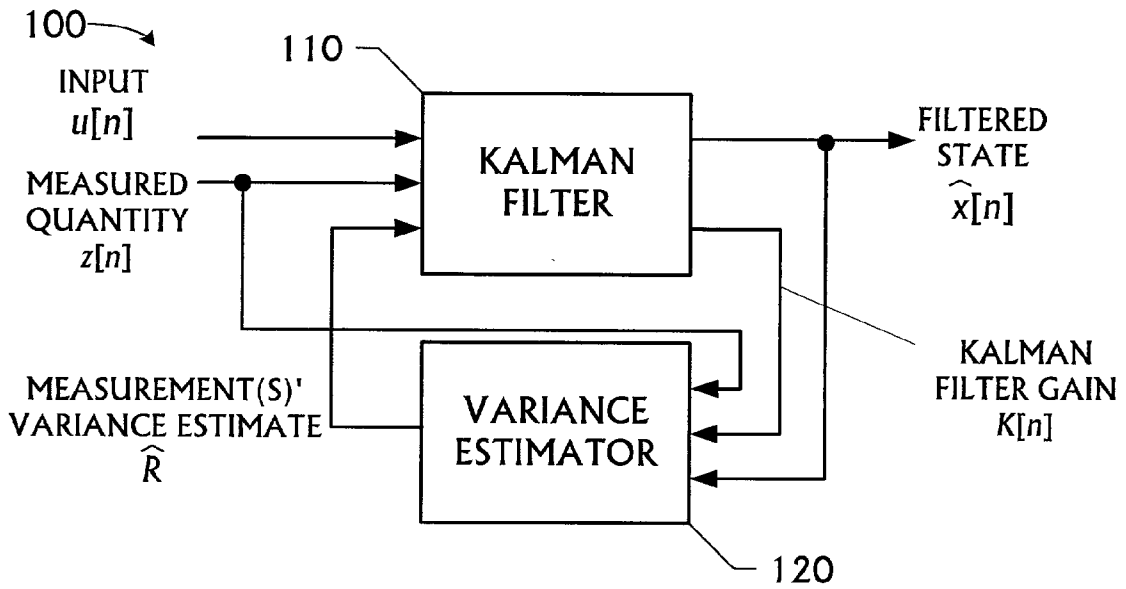 100
110
INPUT
u[n]
MEASURED
QUANTITY
z[n]
KALMAN
FILTER
FILTERED
STATE
x̂[n]
MEASUREMENT(S)'
VARIANCE ESTIMATE
R̂
VARIANCE
ESTIMATOR
KALMAN
FILTER GAIN
K[n]
120